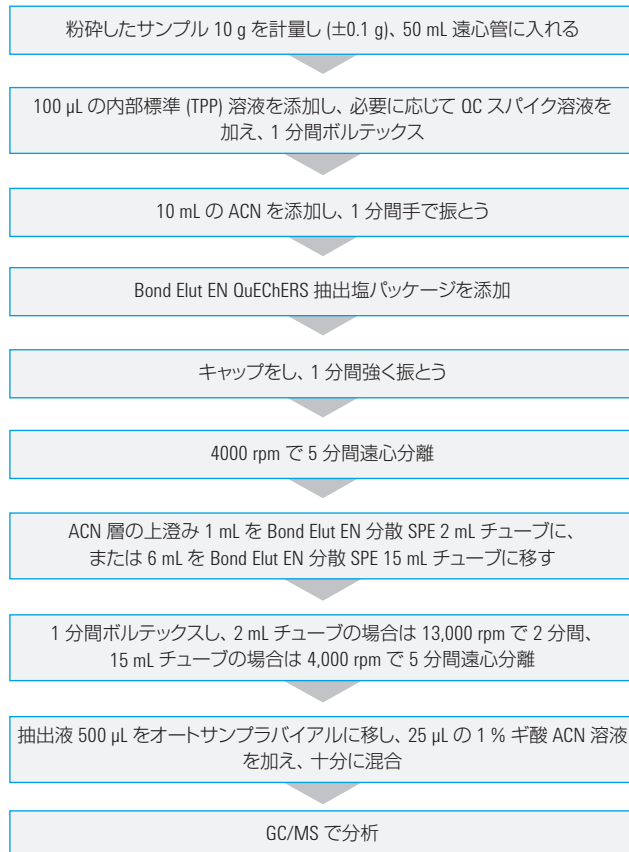 粉砕したサンプル 10 g を計量し (±0.1 g)、50 mL 遠心管に入れる
100 µL の内部標準 (TPP) 溶液を添加し、必要に応じて QC スパイク溶液を
加え、1 分間ボルテックス
10 mL の ACN を添加し、1 分間手で振とう
Bond Elut EN QuEChERS 抽出塩パッケージを添加
キャップをし、1 分間強く振とう
4000 rpm で 5 分間遠心分離
ACN 層の上澄み 1 mL を Bond Elut EN 分散 SPE 2 mL チューブに、
または 6 mL を Bond Elut EN 分散 SPE 15 mL チューブに移す
1 分間ボルテックスし、2 mL チューブの場合は 13,000 rpm で 2 分間、
15 mL チューブの場合は 4,000 rpm で 5 分間遠心分離
抽出液 500 µL をオートサンプラバイアルに移し、25 µL の 1 % ギ酸 ACN 溶液
を加え、十分に混合
GC/MS で分析